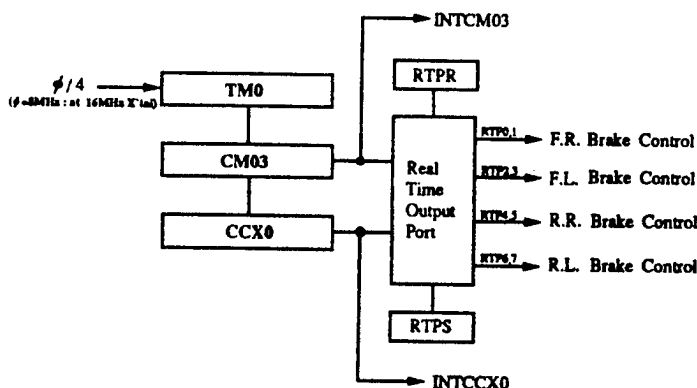 INTCM03
ϕ/4
(ϕ=8MHz : at 16MHz X'tal)
TM0
RTPR
CM03
CCX0
Real
Time
Output
Port
RTP0,1
F.R. Brake Control
RTP2,3
F.L. Brake Control
RTP4,5
R.R. Brake Control
RTP6,7
R.L. Brake Control
RTPS
INTCCX0